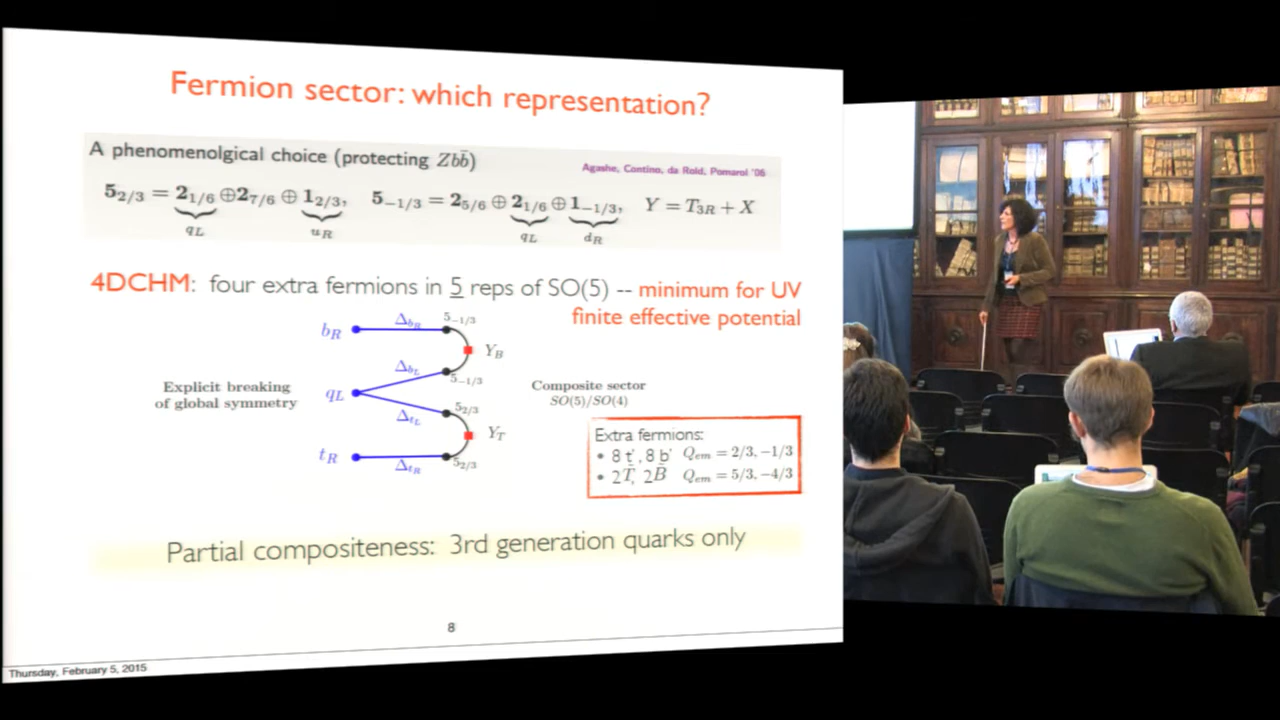 Fermion sector: which representation?
A phenomenolgical choice (protecting Zbb̄)
Agashe, Contino, da Rold, Pomarol '06
5_{2/3} = 2_{1/6} ⊕ 2_{7/6} ⊕ 1_{2/3}, 5_{−1/3} = 2_{5/6} ⊕ 2_{1/6} ⊕ 1_{−1/3}, Y = T_{3R} + X
q_L u_R q_L d_R
4DCHM: four extra fermions in 5 reps of SO(5) -- minimum for UV
finite effective potential
b_R Δ_{b_R} 5_{−1/3}
Y_B
Δ_{b_L} 5_{−1/3}
Explicit breaking
of global symmetry
q_L
Composite sector
SO(5)/SO(4)
Δ_{t_L} 5_{2/3}
Y_T
t_R Δ_{t_R} 5_{2/3}
Extra fermions:
• 8 t', 8 b' Q_{em} = 2/3, −1/3
• 2T̃, 2B̃ Q_{em} = 5/3, −4/3
Partial compositeness: 3rd generation quarks only
8
Thursday, February 5, 2015